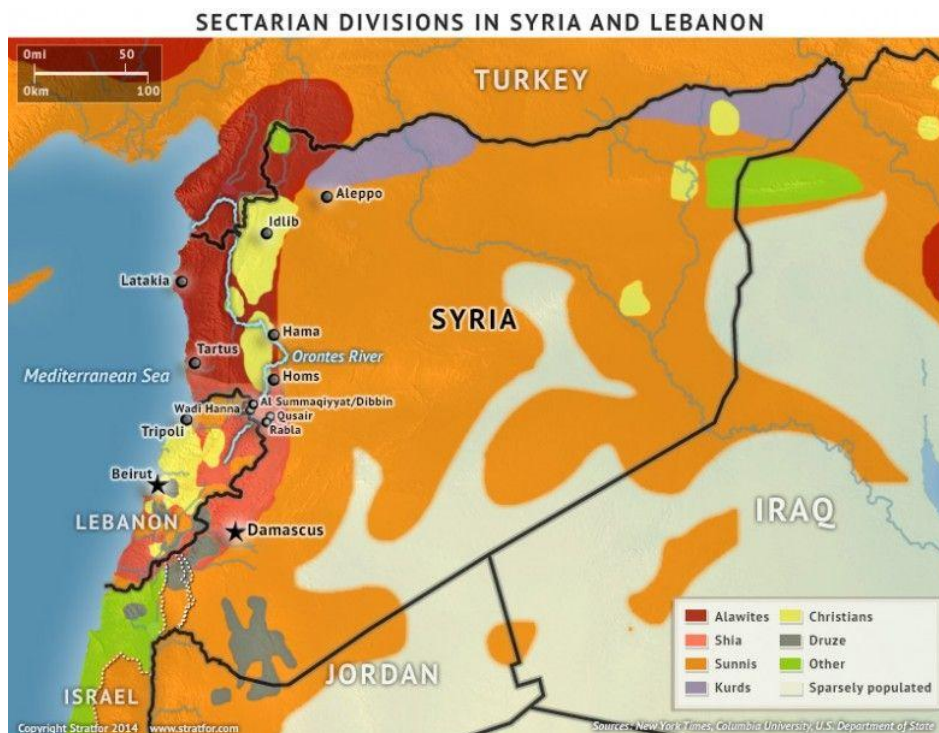 SECTARIAN DIVISIONS IN SYRIA AND LEBANON
0mi 50
0km 100
TURKEY
Aleppo
Idlib
Latakia
SYRIA
Hama
Tartus
Orontes River
Mediterranean Sea
Homs
Al Summaqiyyat/Dibbin
Wadi Hanna
Qusair
Tripoli
Rabla
Beirut
IRAQ
LEBANON
Damascus
Alawites
Christians
Shia
Druze
Sunnis
Other
Kurds
Sparsely populated
JORDAN
ISRAEL
Copyright Stratfor 2014 www.stratfor.com
Sources: New York Times, Columbia University, U.S. Department of State